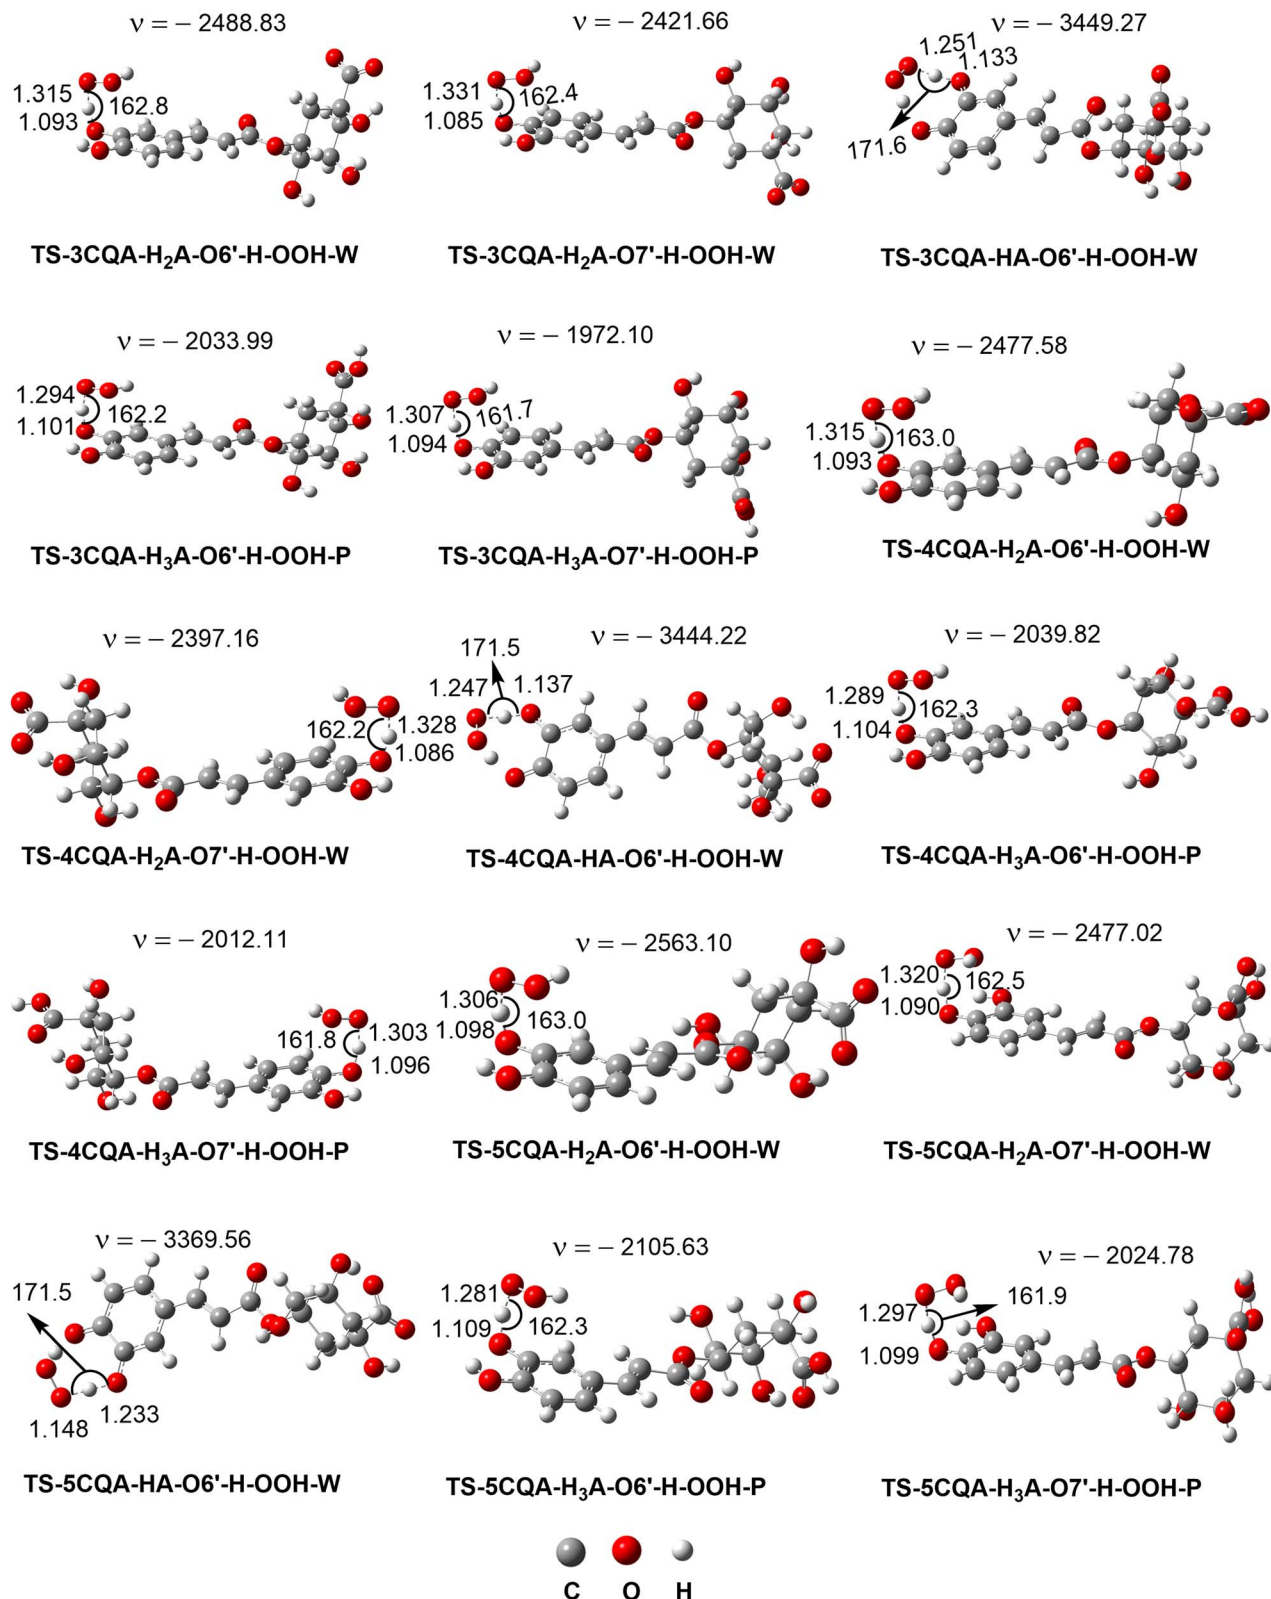 ν = − 2488.83
1.315
162.8
1.093
TS-3CQA-H₂A-O6'-H-OOH-W
ν = − 2421.66
1.331
162.4
1.085
TS-3CQA-H₂A-O7'-H-OOH-W
ν = − 3449.27
1.251
1.133
171.6
TS-3CQA-HA-O6'-H-OOH-W
ν = − 2033.99
1.294
162.2
1.101
TS-3CQA-H₃A-O6'-H-OOH-P
ν = − 1972.10
1.307
161.7
1.094
TS-3CQA-H₃A-O7'-H-OOH-P
ν = − 2477.58
1.315
163.0
1.093
TS-4CQA-H₂A-O6'-H-OOH-W
ν = − 2397.16
162.2
1.328
1.086
TS-4CQA-H₂A-O7'-H-OOH-W
ν = − 3444.22
171.5
1.247
1.137
TS-4CQA-HA-O6'-H-OOH-W
ν = − 2039.82
1.289
162.3
1.104
TS-4CQA-H₃A-O6'-H-OOH-P
ν = − 2012.11
161.8
1.303
1.096
TS-4CQA-H₃A-O7'-H-OOH-P
ν = − 2563.10
1.306
163.0
1.098
TS-5CQA-H₂A-O6'-H-OOH-W
ν = − 2477.02
1.320
162.5
1.090
TS-5CQA-H₂A-O7'-H-OOH-W
ν = − 3369.56
171.5
1.148
1.233
TS-5CQA-HA-O6'-H-OOH-W
ν = − 2105.63
1.281
162.3
1.109
TS-5CQA-H₃A-O6'-H-OOH-P
ν = − 2024.78
1.297
161.9
1.099
TS-5CQA-H₃A-O7'-H-OOH-P
C O H